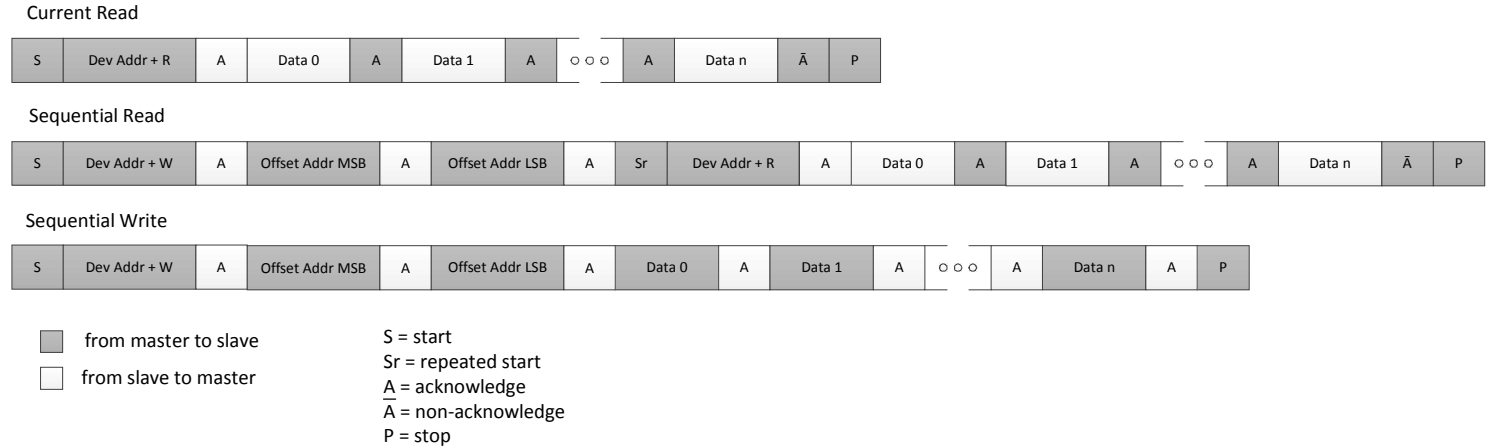 Current Read
S Dev Addr + R A Data 0 A Data 1 A A Data n Ā P
Sequential Read
S Dev Addr + W A Offset Addr MSB A Offset Addr LSB A Sr Dev Addr + R A Data 0 A Data 1 A A Data n Ā P
Sequential Write
S Dev Addr + W A Offset Addr MSB A Offset Addr LSB A Data 0 A Data 1 A A Data n A P
from master to slave
from slave to master
S = start
Sr = repeated start
A = acknowledge
Ā = non-acknowledge
P = stop